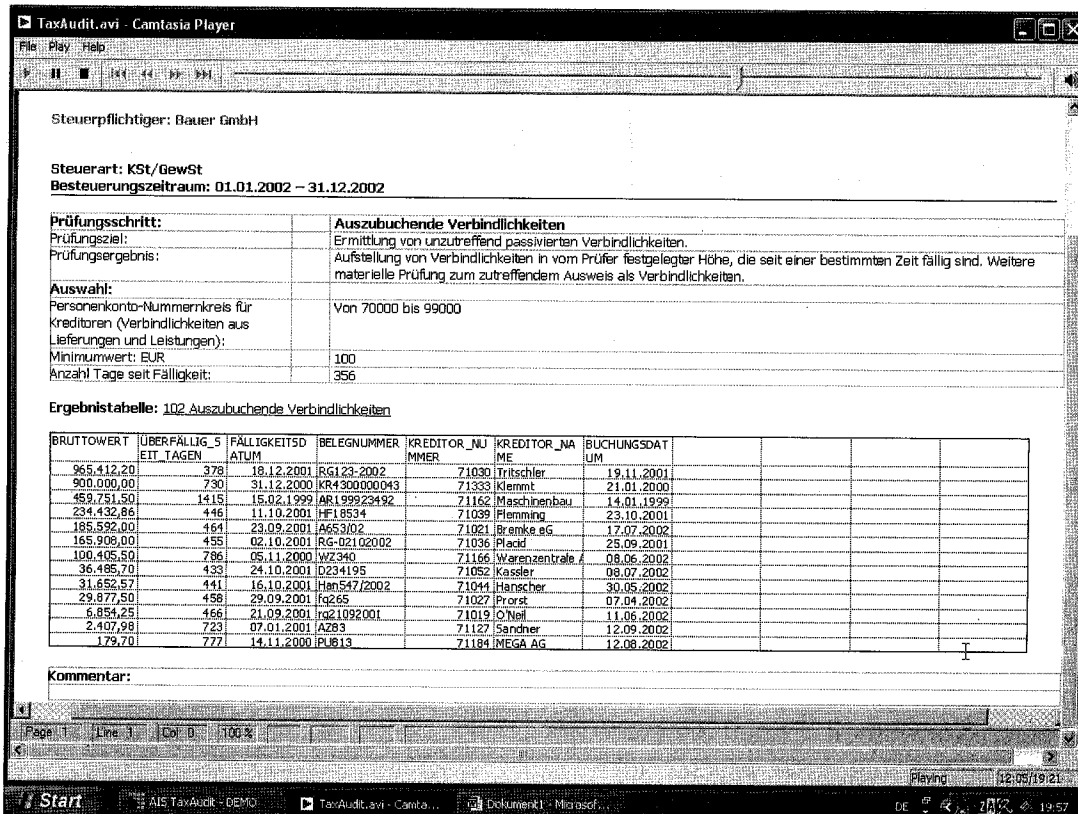 TaxAudit.avi - Camtasia Player
File Play Help
Steuerpflichtiger: Bauer GmbH
Steuerart: KSt/GewSt
Besteuerungszeitraum: 01.01.2002 – 31.12.2002
Prüfungsschritt: Auszubuchende Verbindlichkeiten
Prüfungsziel: Ermittlung von unzutreffend passivierten Verbindlichkeiten.
Prüfungsergebnis: Aufstellung von Verbindlichkeiten in vom Prüfer festgelegter Höhe, die seit einer bestimmten Zeit fällig sind. Weitere
materielle Prüfung zum zutreffendem Ausweis als Verbindlichkeiten.
Auswahl:
Personenkonto-Nummernkreis für Von 70000 bis 99000
Kreditoren (Verbindlichkeiten aus
Lieferungen und Leistungen):
Minimumwert: EUR 100
Anzahl Tage seit Fälligkeit: 356
Ergebnistabelle: 102 Auszubuchende Verbindlichkeiten
BRUTTOWERT ÜBERFÄLLIG_S FÄLLIGKEITSD BELEGNUMMER KREDITOR_NU KREDITOR_NA BUCHUNGSDAT
EIT_TAGEN ATUM MMER ME UM
965.412,20 378 18.12.2001 RG123-2002 71030 Tritschler 19.11.2001
900.000,00 730 31.12.2000 KR4300000043 71333 Klemmt 21.01.2000
459.751,50 1415 15.02.1999 AR199923492 71162 Maschinenbau 14.01.1999
234.432,86 446 11.10.2001 HF18534 71039 Flemming 23.10.2001
185.592,00 464 23.09.2001 A653/02 71021 Bremke eG 17.07.2002
165.908,00 455 02.10.2001 RG-02102002 71036 Placid 25.09.2001
100.405,50 786 05.11.2000 WZ340 71166 Warenzentrale A 08.06.2002
36.485,70 433 24.10.2001 D234195 71052 Kassler 08.07.2002
31.652,57 441 16.10.2001 Han547/2002 71044 Hanscher 30.05.2002
29.877,50 458 29.09.2001 fq265 71027 Prorst 07.04.2002
6.854,25 466 21.09.2001 rg21092001 71019 O'Neil 11.06.2002
2.407,98 723 07.01.2001 AZ83 71127 Sandner 12.09.2002
179,70 777 14.11.2000 PU813 71184 MEGA AG 12.08.2002
Kommentar:
Page 1 Line 1 Col 0 100 %
Playing 12:05/19:21
Start AIS TaxAudit - DEMO TaxAudit.avi - Camta... Dokument1 - Microsof... DE 19:57